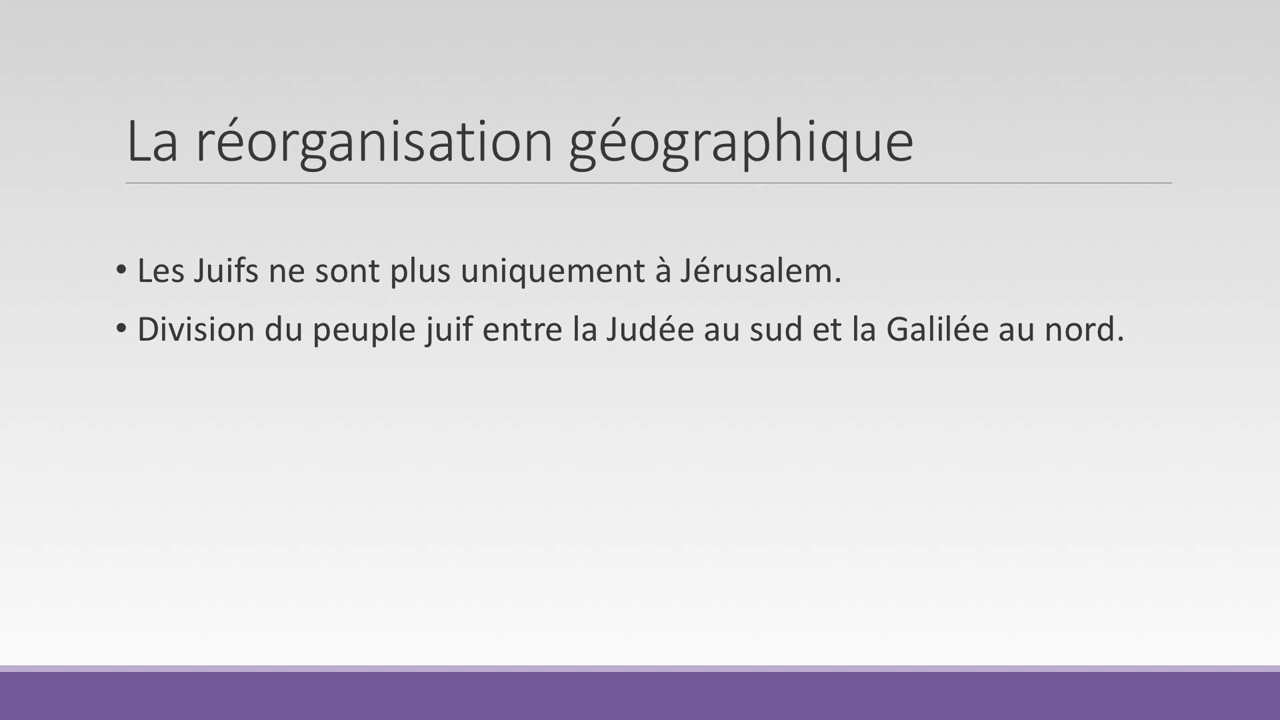 La réorganisation géographique
• Les Juifs ne sont plus uniquement à Jérusalem.
• Division du peuple juif entre la Judée au sud et la Galilée au nord.